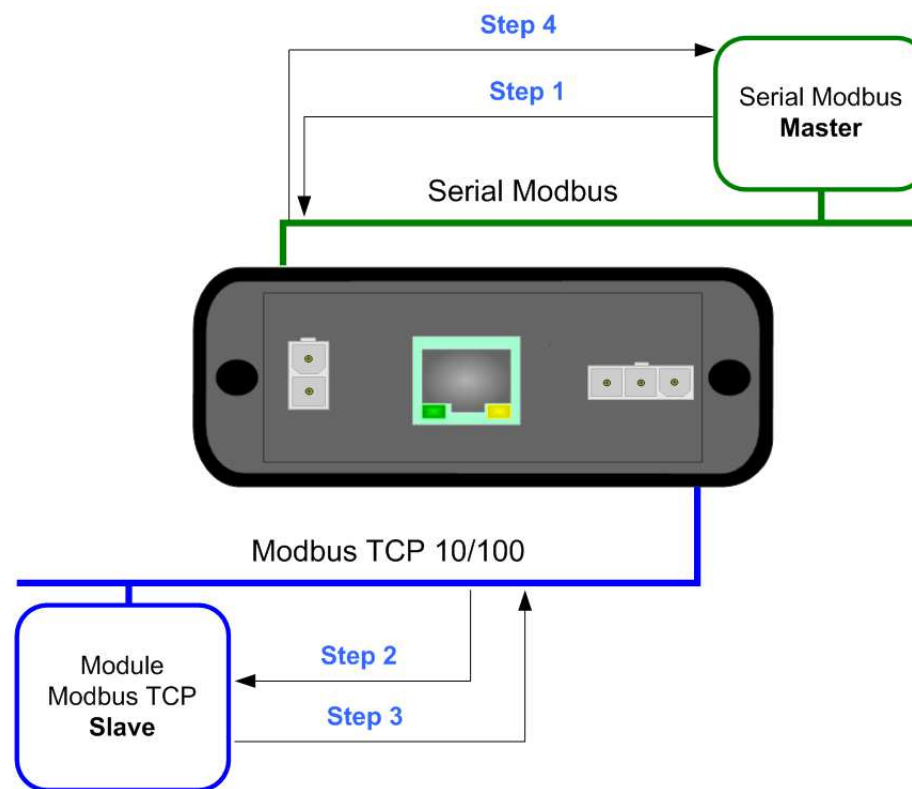 Step 4
Step 1
Serial Modbus
Master
Serial Modbus
Modbus TCP 10/100
Step 2
Module
Modbus TCP
Slave
Step 3